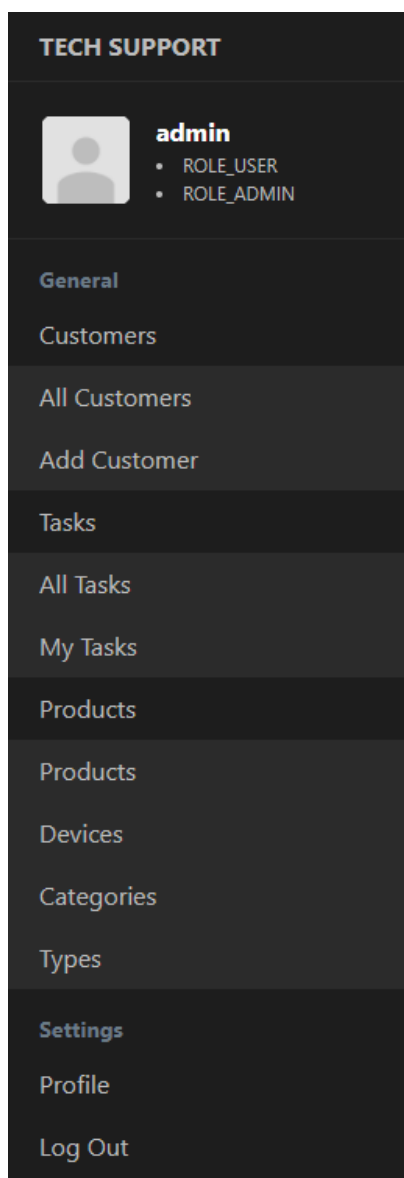 TECH SUPPORT
admin
• ROLE_USER
• ROLE_ADMIN
General
Customers
All Customers
Add Customer
Tasks
All Tasks
My Tasks
Products
Products
Devices
Categories
Types
Settings
Profile
Log Out